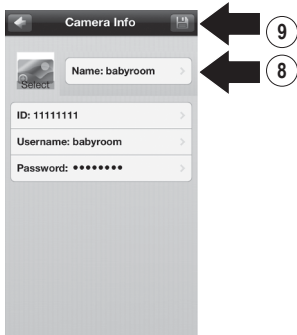 Camera Info
9
Select
Name: babyroom
8
ID: 11111111
Username: babyroom
Password: ••••••••